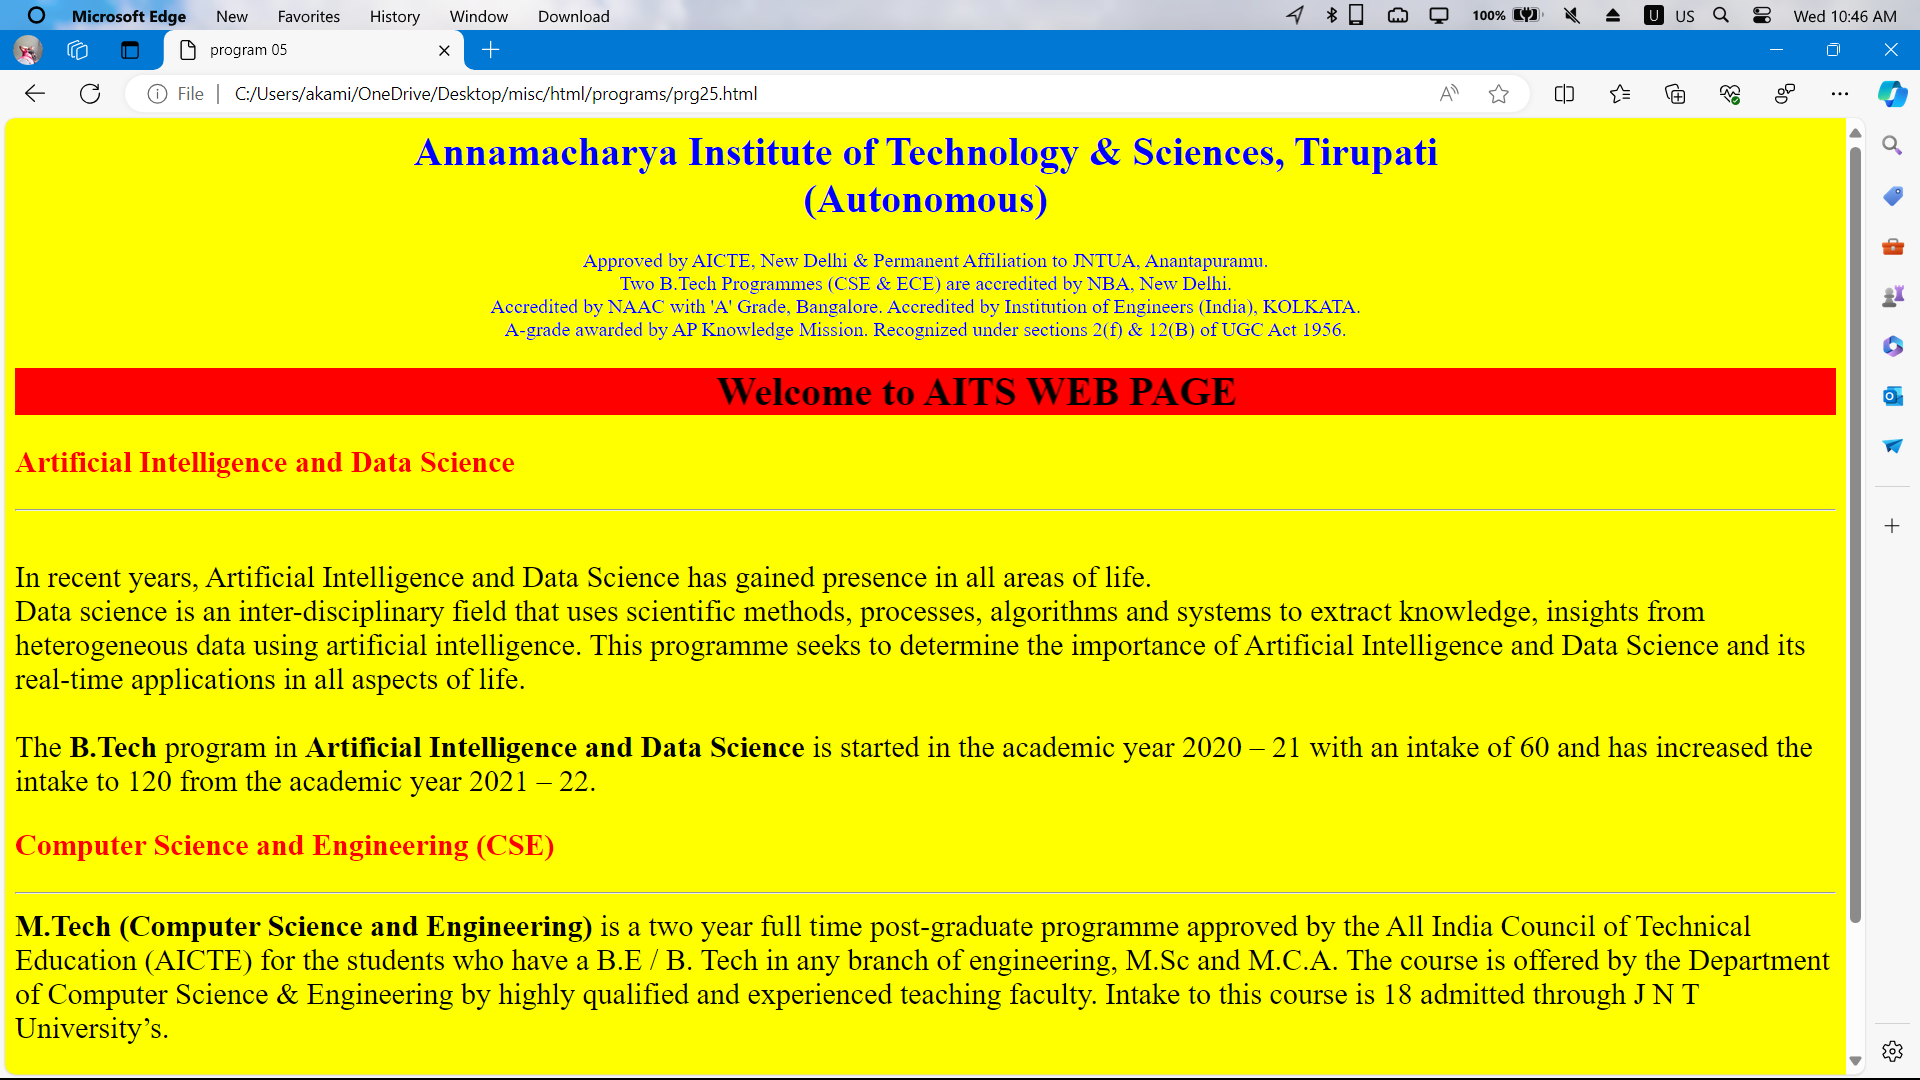 Microsoft Edge New Favorites History Window Download 100% U US Wed 10:46 AM
program 05
File C:/Users/akami/OneDrive/Desktop/misc/html/programs/prg25.html
Annamacharya Institute of Technology & Sciences, Tirupati
(Autonomous)
Approved by AICTE, New Delhi & Permanent Affiliation to JNTUA, Anantapuramu.
Two B.Tech Programmes (CSE & ECE) are accredited by NBA, New Delhi.
Accredited by NAAC with 'A' Grade, Bangalore. Accredited by Institution of Engineers (India), KOLKATA.
A-grade awarded by AP Knowledge Mission. Recognized under sections 2(f) & 12(B) of UGC Act 1956.
Welcome to AITS WEB PAGE
Artificial Intelligence and Data Science
In recent years, Artificial Intelligence and Data Science has gained presence in all areas of life.
Data science is an inter-disciplinary field that uses scientific methods, processes, algorithms and systems to extract knowledge, insights from
heterogeneous data using artificial intelligence. This programme seeks to determine the importance of Artificial Intelligence and Data Science and its
real-time applications in all aspects of life.
The B.Tech program in Artificial Intelligence and Data Science is started in the academic year 2020 – 21 with an intake of 60 and has increased the
intake to 120 from the academic year 2021 – 22.
Computer Science and Engineering (CSE)
M.Tech (Computer Science and Engineering) is a two year full time post-graduate programme approved by the All India Council of Technical
Education (AICTE) for the students who have a B.E / B. Tech in any branch of engineering, M.Sc and M.C.A. The course is offered by the Department
of Computer Science & Engineering by highly qualified and experienced teaching faculty. Intake to this course is 18 admitted through J N T
University’s.